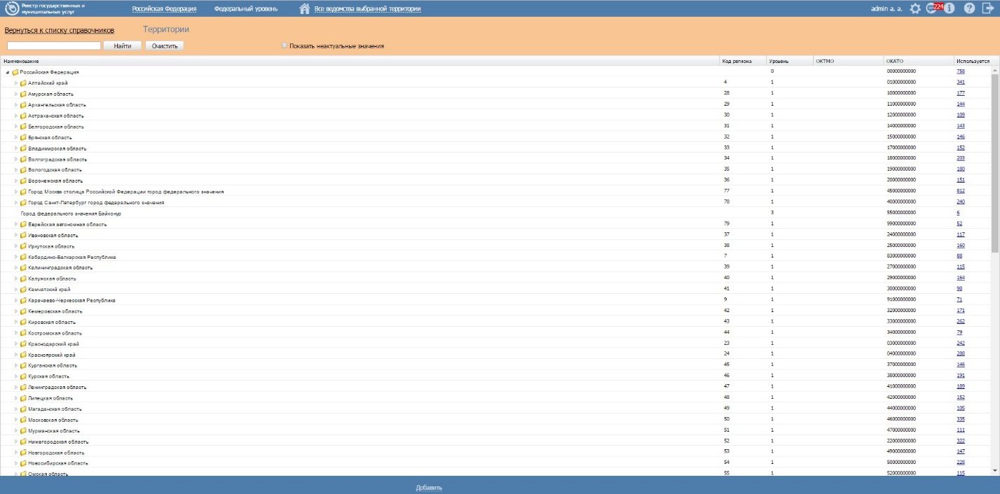 Реестр государственных и
муниципальных услуг
Российская Федерация Федеральный уровень Все ведомства выбранной территории admin a. a. 224
Вернуться к списку справочников Территории
Найти Очистить Показать неактуальные значения
Наименование Код региона Уровень ОКТМО ОКАТО Используется
Российская Федерация 0 00000000000 758
Алтайский край 4 1 01000000000 341
Амурская область 28 1 10000000000 177
Архангельская область 29 1 11000000000 144
Астраханская область 30 1 12000000000 109
Белгородская область 31 1 14000000000 143
Брянская область 32 1 15000000000 146
Владимирская область 33 1 17000000000 152
Волгоградская область 34 1 18000000000 203
Вологодская область 35 1 19000000000 180
Воронежская область 36 1 20000000000 151
Город Москва столица Российской Федерации город федерального значения 77 1 45000000000 812
Город Санкт-Петербург город федерального значения 78 1 40000000000 240
Город федерального значения Байконур 3 55000000000 6
Еврейская автономная область 79 1 99000000000 52
Ивановская область 37 1 24000000000 117
Иркутская область 38 1 25000000000 160
Кабардино-Балкарская Республика 7 1 83000000000 88
Калининградская область 39 1 27000000000 115
Калужская область 40 1 29000000000 164
Камчатский край 41 1 30000000000 98
Карачаево-Черкесская Республика 9 1 91000000000 71
Кемеровская область 42 1 32000000000 171
Кировская область 43 1 33000000000 262
Костромская область 44 1 34000000000 79
Краснодарский край 23 1 03000000000 242
Красноярский край 24 1 04000000000 288
Курганская область 45 1 37000000000 146
Курская область 46 1 38000000000 191
Ленинградская область 47 1 41000000000 189
Липецкая область 48 1 42000000000 152
Магаданская область 49 1 44000000000 105
Московская область 50 1 46000000000 335
Мурманская область 51 1 47000000000 111
Нижегородская область 52 1 22000000000 322
Новгородская область 53 1 49000000000 147
Новосибирская область 54 1 50000000000 228
Омская область 55 1 52000000000 115
Добавить